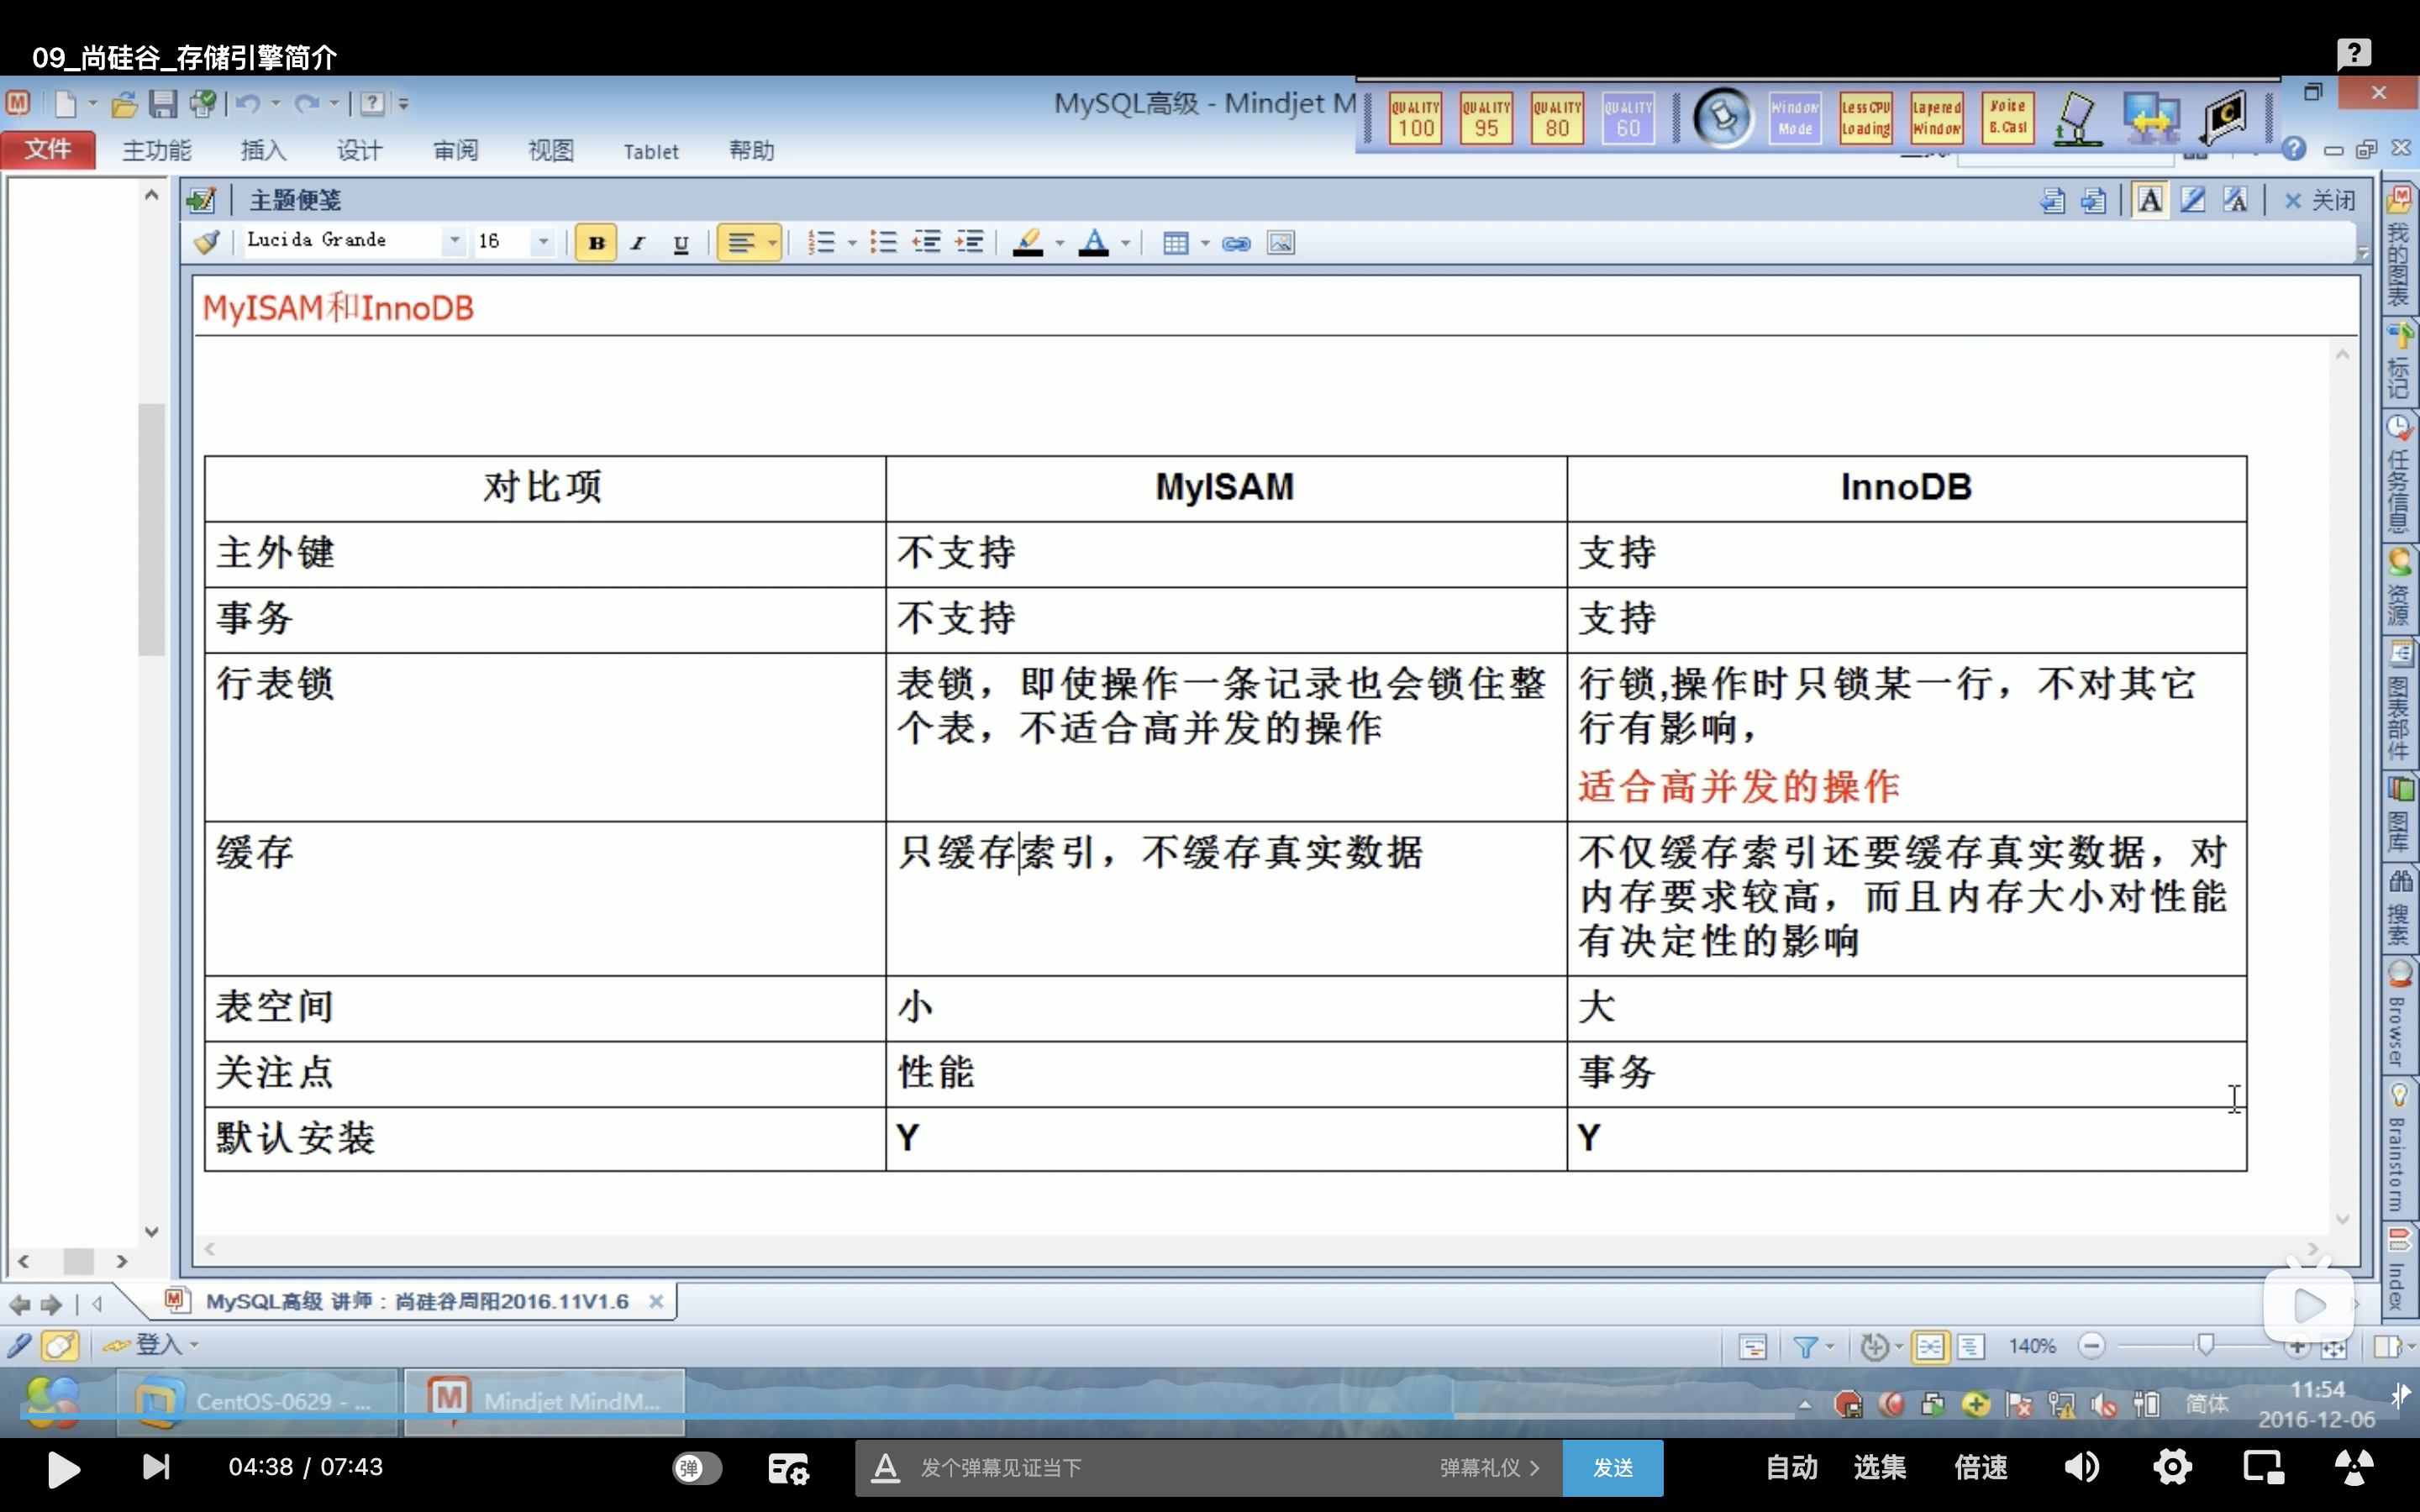 09_尚硅谷_存储引擎简介
MySQL高级 - Mindjet M
QUALITY 100
QUALITY 95
QUALITY 80
QUALITY 60
Window Mode
Less CPU Loading
Layered Window
Voice B.Cast
文件 主功能 插入 设计 审阅 视图 Tablet 帮助
主题便笺
关闭
Lucida Grande 16 B I U
MyISAM和InnoDB
对比项 MyISAM InnoDB
主外键 不支持 支持
事务 不支持 支持
行表锁 表锁，即使操作一条记录也会锁住整 行锁,操作时只锁某一行，不对其它
个表，不适合高并发的操作 行有影响，
适合高并发的操作
缓存 只缓存索引，不缓存真实数据 不仅缓存索引还要缓存真实数据，对
内存要求较高，而且内存大小对性能
有决定性的影响
表空间 小 大
关注点 性能 事务
默认安装 Y Y
我的图表
标记
任务信息
资源
图表部件
图库
搜索
Browser
Brainstorm
Index
MySQL高级 讲师：尚硅谷周阳2016.11V1.6
登入
140%
CentOS-0629 - ...
Mindjet MindM...
简体
11:54
2016-12-06
04:38 / 07:43
弹
发个弹幕见证当下
弹幕礼仪 >
发送
自动 选集 倍速